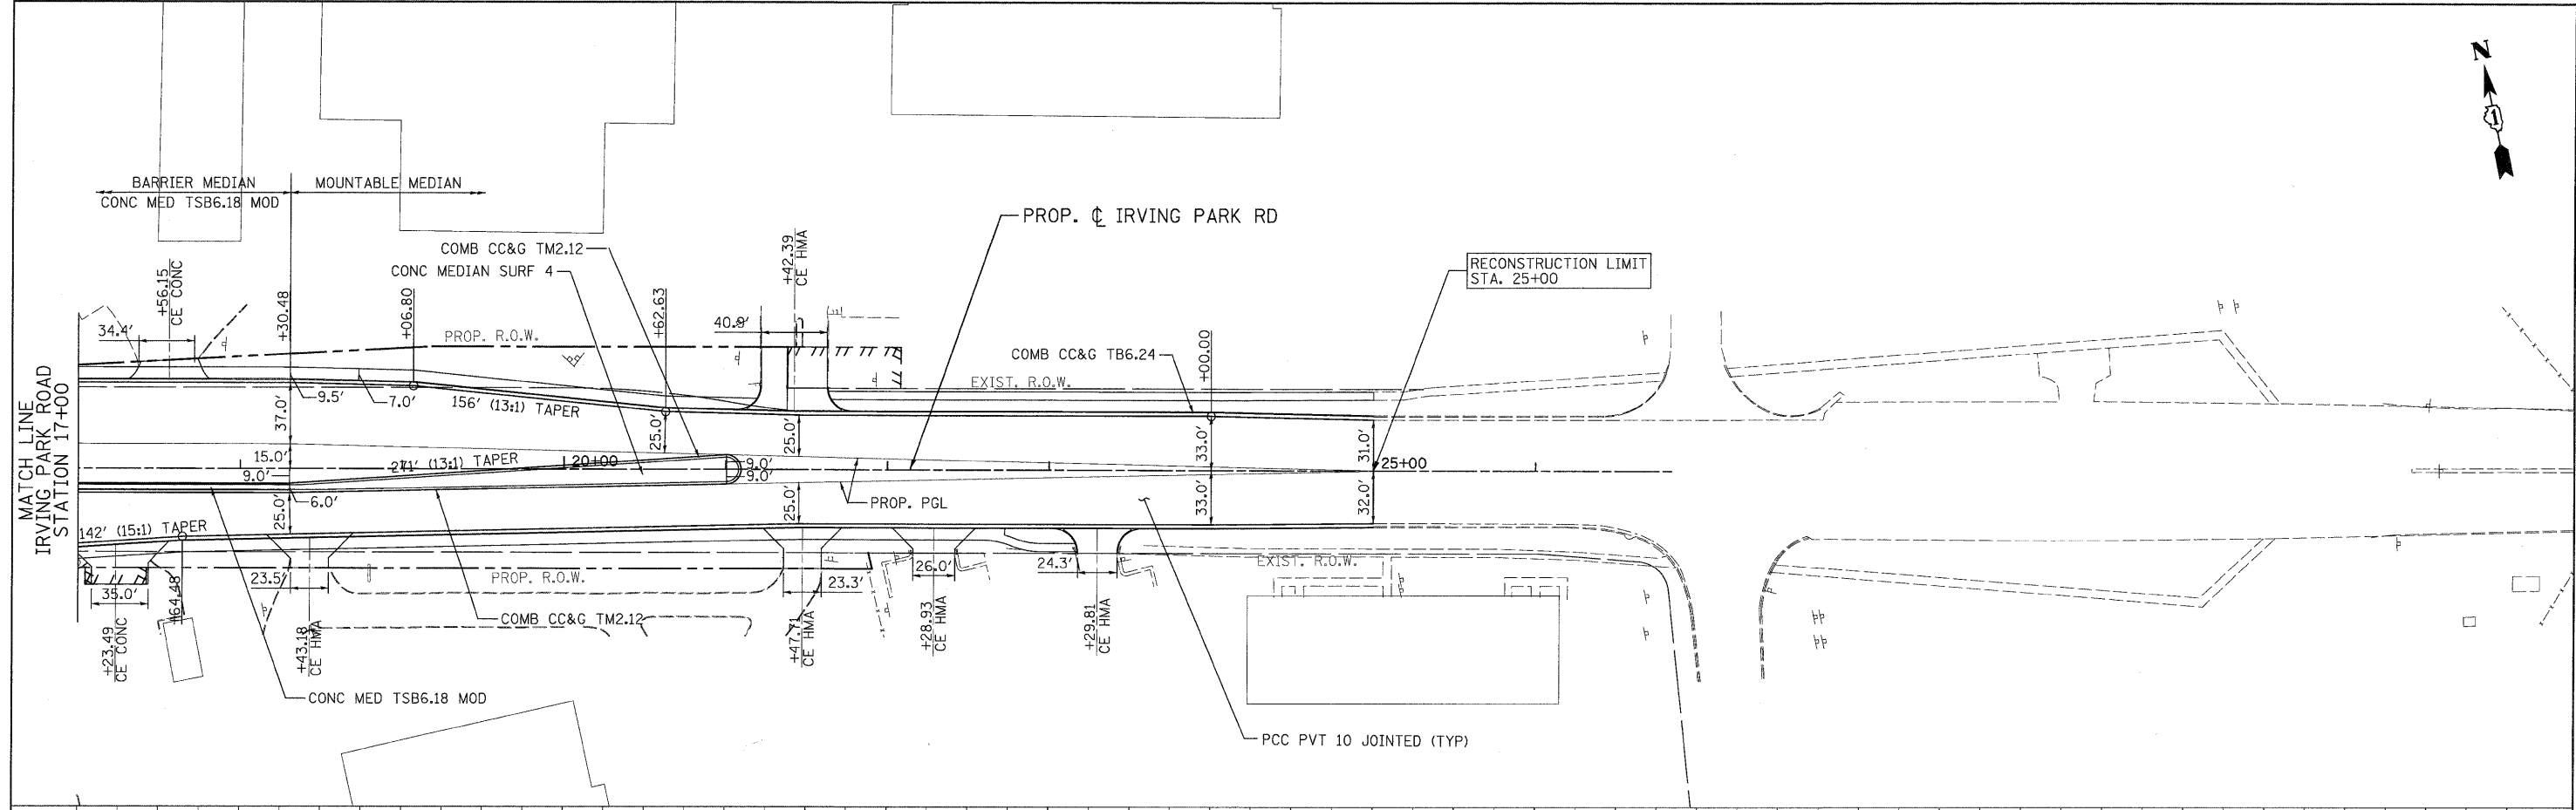 BARRIER MEDIAN
MOUNTABLE MEDIAN
CONC MED TSB6.18 MOD
COMB CC&G TM2.12
CONC MEDIAN SURF 4
+42.39
CE HMA
PROP. ℄ IRVING PARK RD
N
1
RECONSTRUCTION LIMIT
STA. 25+00
+56.15
CE CONC
+30.48
+06.80
+62.63
34.4'
PROP. R.O.W.
40.9'
COMB CC&G TB6.24
+00.00
EXIST. R.O.W.
MATCH LINE
IRVING PARK ROAD
STATION 17+00
37.0'
9.5'
7.0'
156' (13:1) TAPER
25.0'
25.0'
33.0'
31.0'
15.0'
9.0'
271' (13:1) TAPER
20+00
9.0'
9.0'
25+00
6.0'
25.0'
25.0'
PROP. PGL
33.0'
32.0'
142' (15:1) TAPER
+64.48
35.0'
23.5'
PROP. R.O.W.
23.3'
26.0'
24.3'
EXIST. R.O.W.
+23.49
CE CONC
+43.18
CE HMA
COMB CC&G TM2.12
+47.71
CE HMA
+28.93
CE HMA
+29.81
CE HMA
CONC MED TSB6.18 MOD
PCC PVT 10 JOINTED (TYP)